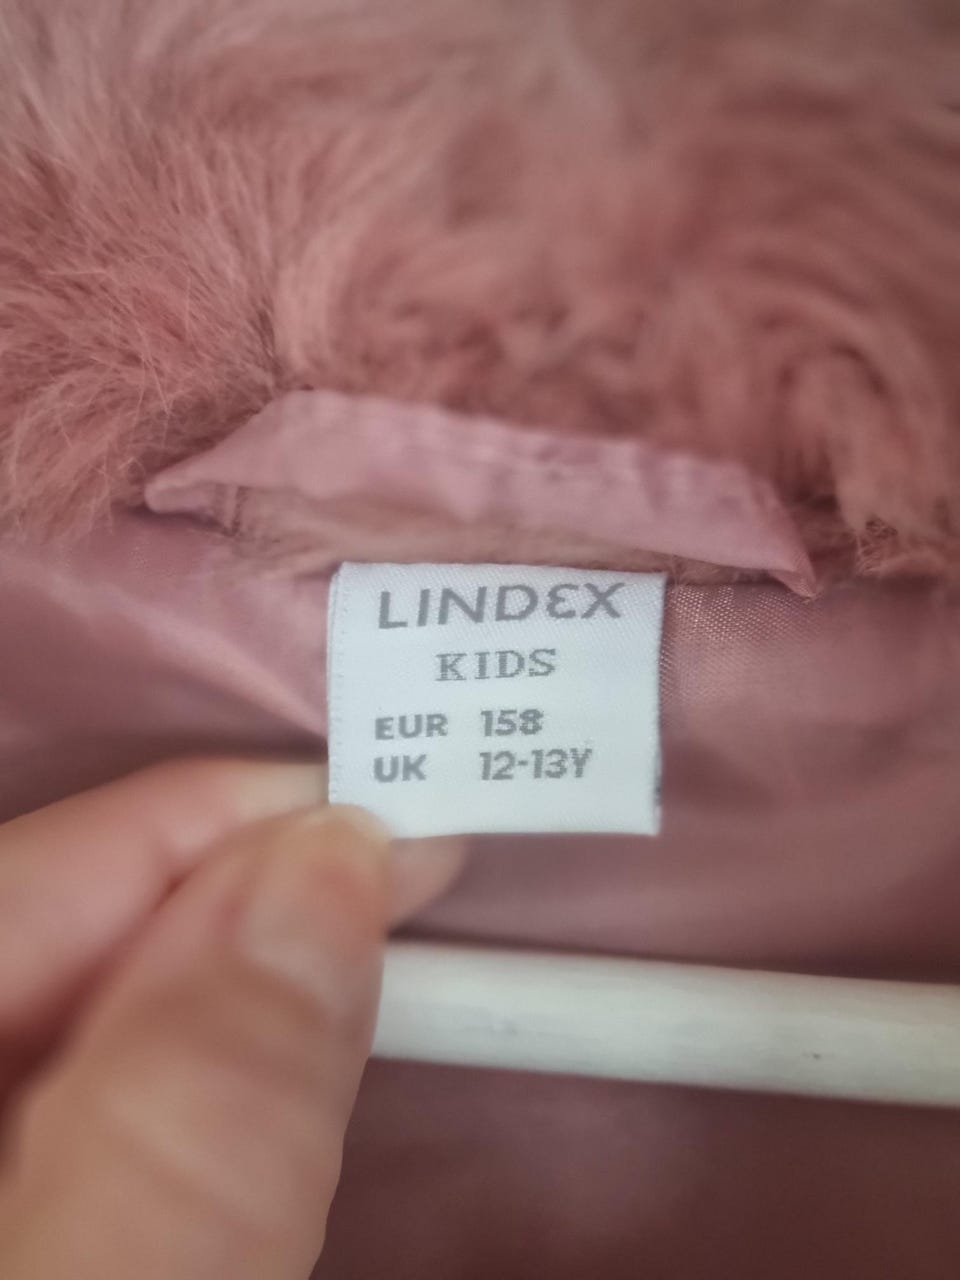 LINDEX
KIDS
EUR 158
UK 12-13Y